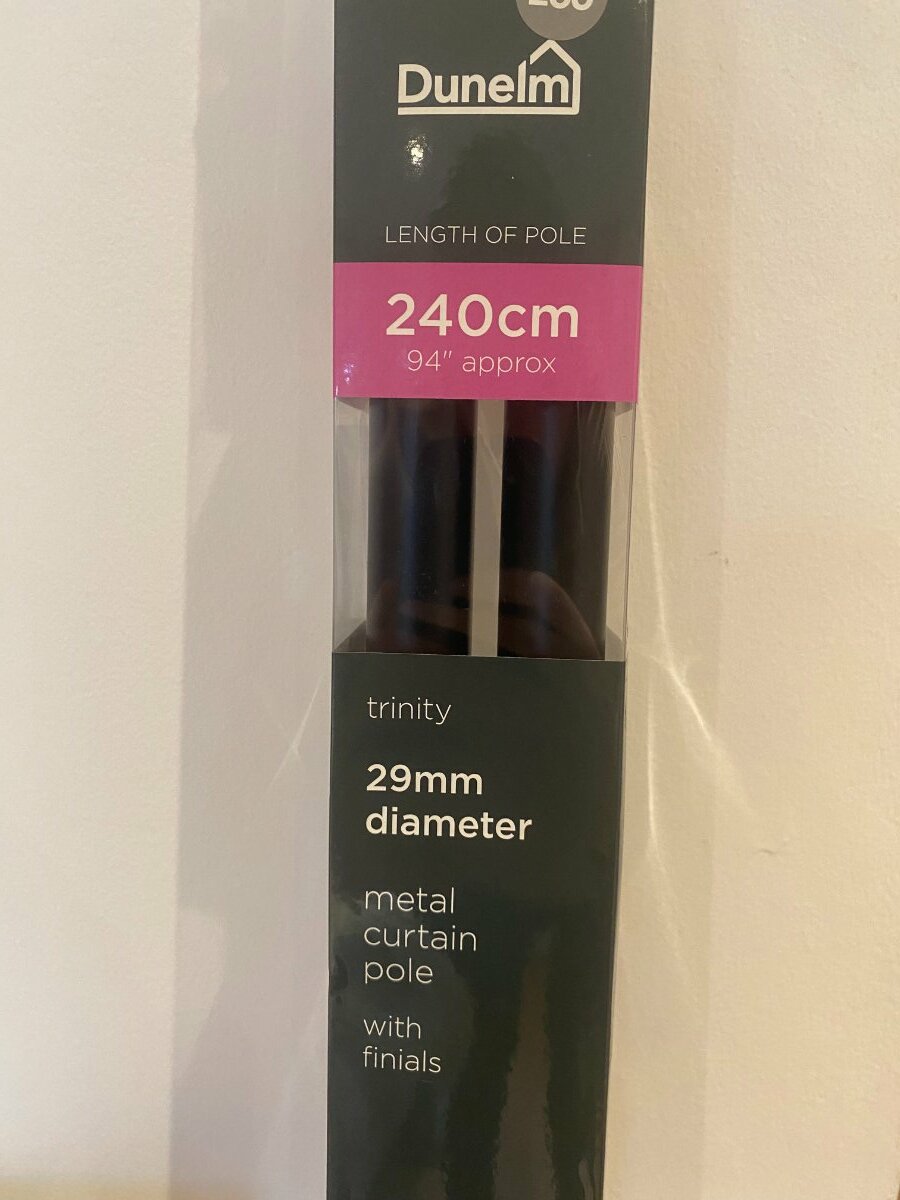 Dunelm
LENGTH OF POLE
240cm
94" approx
trinity
29mm
diameter
metal
curtain
pole
with
finials